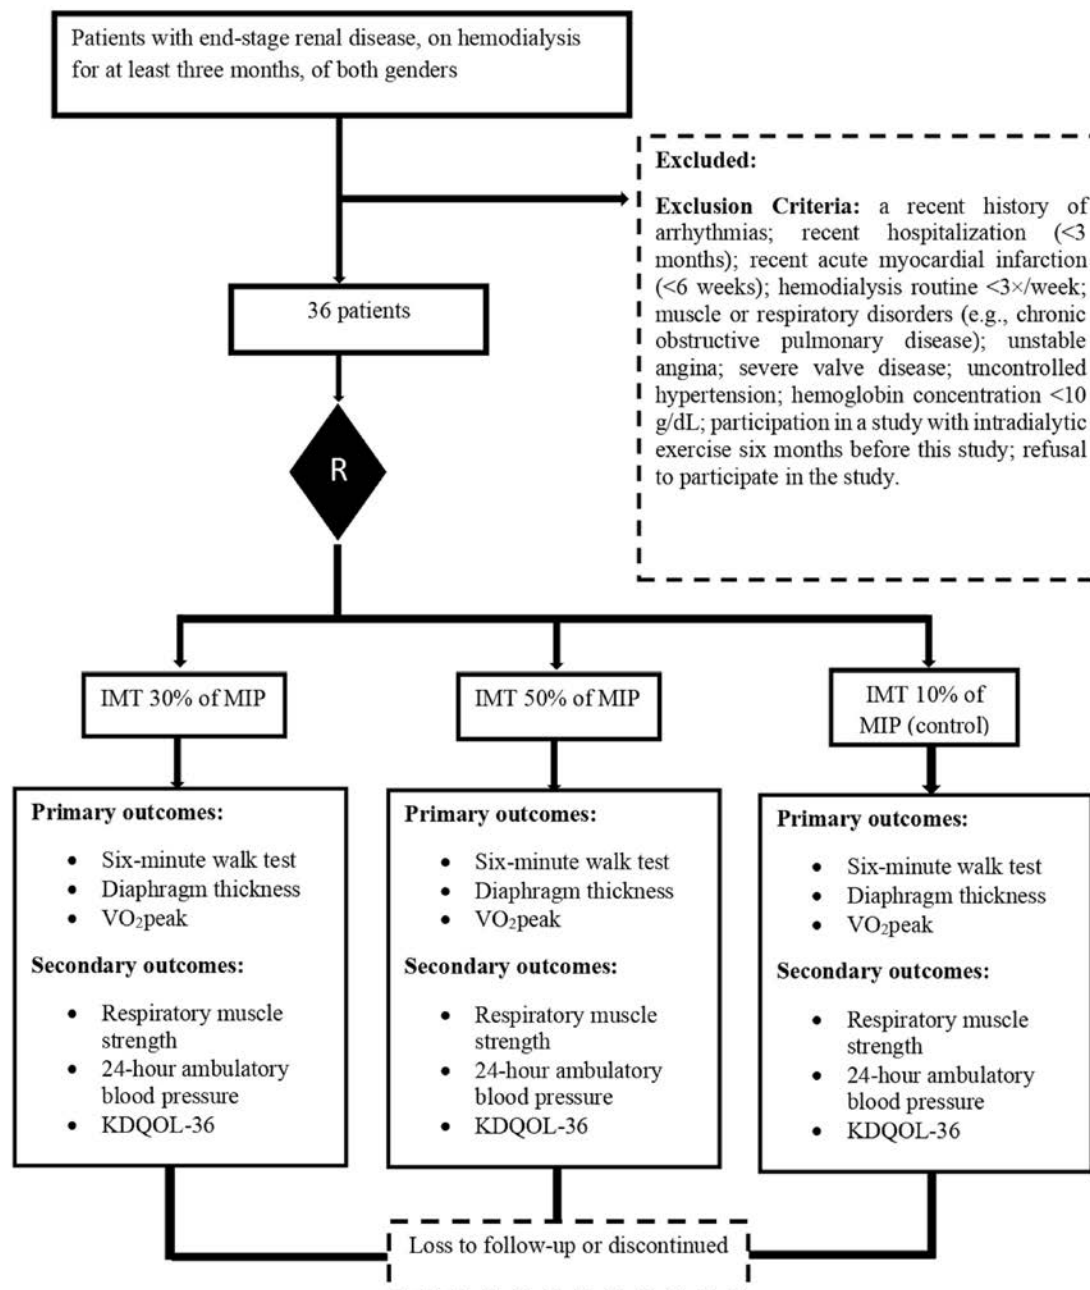 Patients with end-stage renal disease, on hemodialysis
for at least three months, of both genders
Excluded:
Exclusion Criteria: a recent history of
arrhythmias; recent hospitalization (<3
months); recent acute myocardial infarction
(<6 weeks); hemodialysis routine <3×/week;
muscle or respiratory disorders (e.g., chronic
obstructive pulmonary disease); unstable
angina; severe valve disease; uncontrolled
hypertension; hemoglobin concentration <10
g/dL; participation in a study with intradialytic
exercise six months before this study; refusal
to participate in the study.
36 patients
R
IMT 30% of MIP
IMT 50% of MIP
IMT 10% of
MIP (control)
Primary outcomes:
• Six-minute walk test
• Diaphragm thickness
• VO₂peak
Secondary outcomes:
• Respiratory muscle
strength
• 24-hour ambulatory
blood pressure
• KDQOL-36
Primary outcomes:
• Six-minute walk test
• Diaphragm thickness
• VO₂peak
Secondary outcomes:
• Respiratory muscle
strength
• 24-hour ambulatory
blood pressure
• KDQOL-36
Primary outcomes:
• Six-minute walk test
• Diaphragm thickness
• VO₂peak
Secondary outcomes:
• Respiratory muscle
strength
• 24-hour ambulatory
blood pressure
• KDQOL-36
Loss to follow-up or discontinued